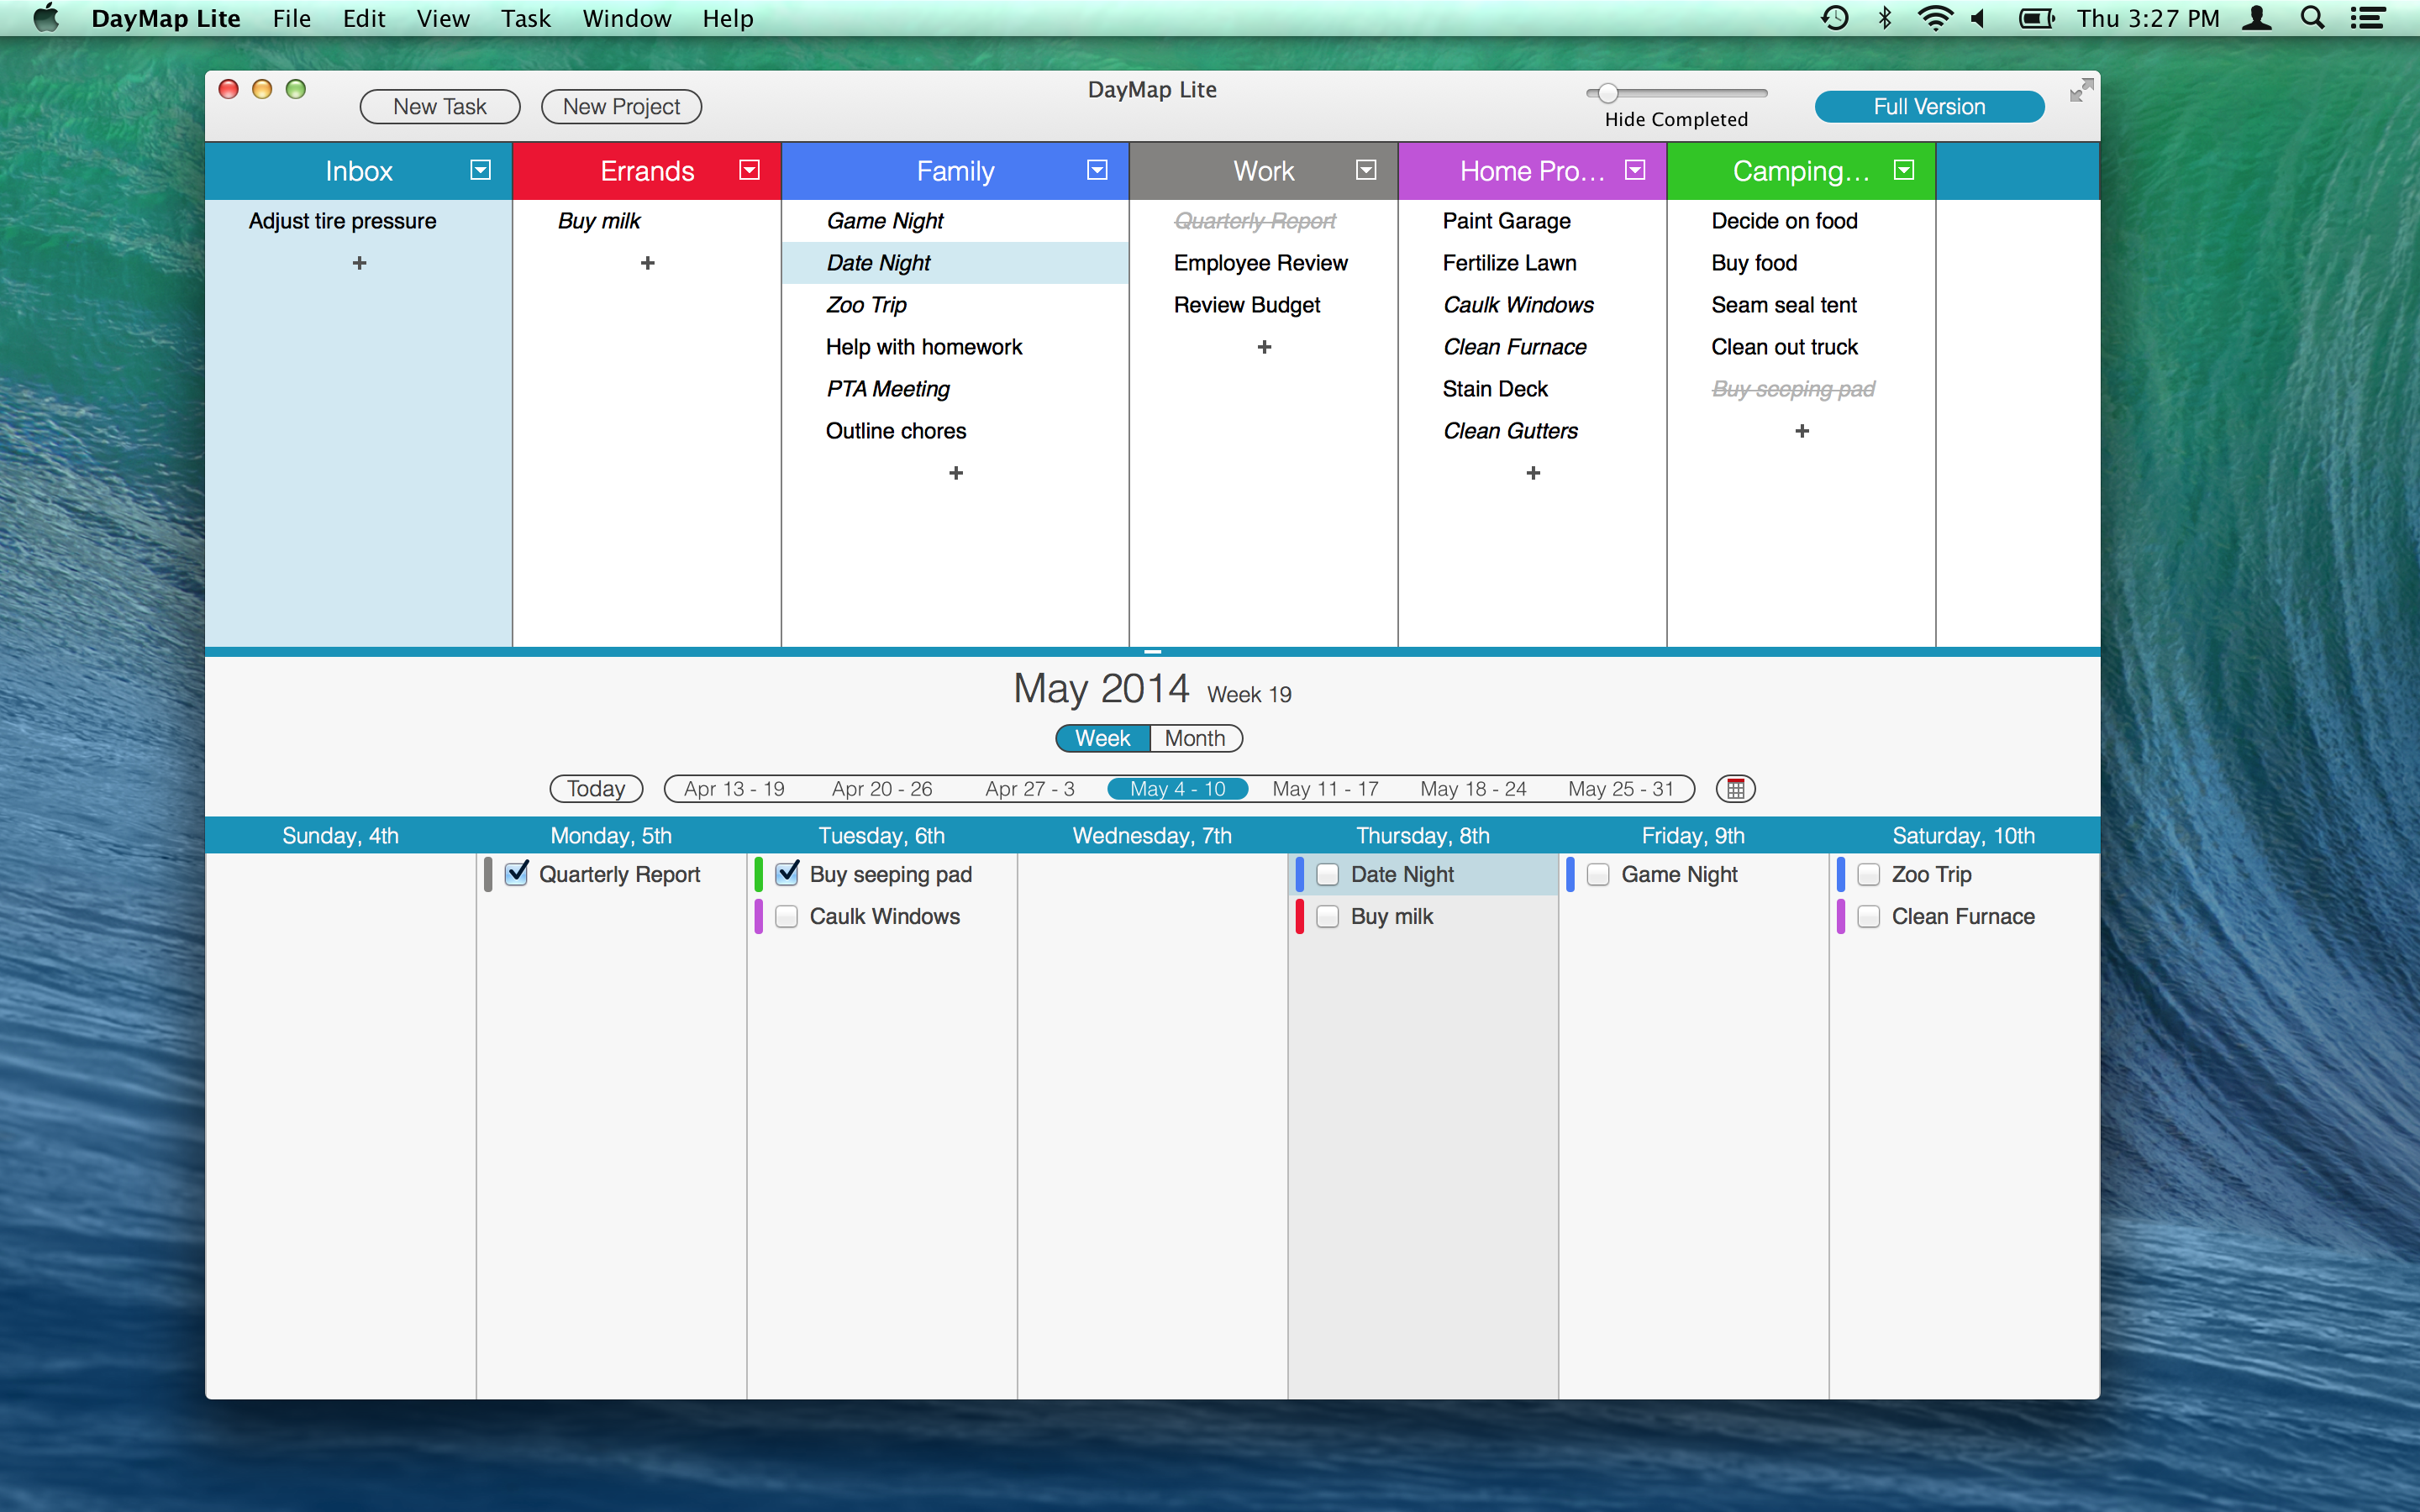 DayMap Lite File Edit View Task Window Help Thu 3:27 PM
DayMap Lite
New Task New Project Hide Completed Full Version
Inbox Errands Family Work Home Pro... Camping...
Adjust tire pressure Buy milk Game Night Quarterly Report Paint Garage Decide on food
+ + Date Night Employee Review Fertilize Lawn Buy food
Zoo Trip Review Budget Caulk Windows Seam seal tent
Help with homework + Clean Furnace Clean out truck
PTA Meeting Stain Deck Buy seeping pad
Outline chores Clean Gutters +
+ +
May 2014 Week 19
Week Month
Today Apr 13 - 19 Apr 20 - 26 Apr 27 - 3 May 4 - 10 May 11 - 17 May 18 - 24 May 25 - 31
Sunday, 4th Monday, 5th Tuesday, 6th Wednesday, 7th Thursday, 8th Friday, 9th Saturday, 10th
Quarterly Report Buy seeping pad Date Night Game Night Zoo Trip
Caulk Windows Buy milk Clean Furnace